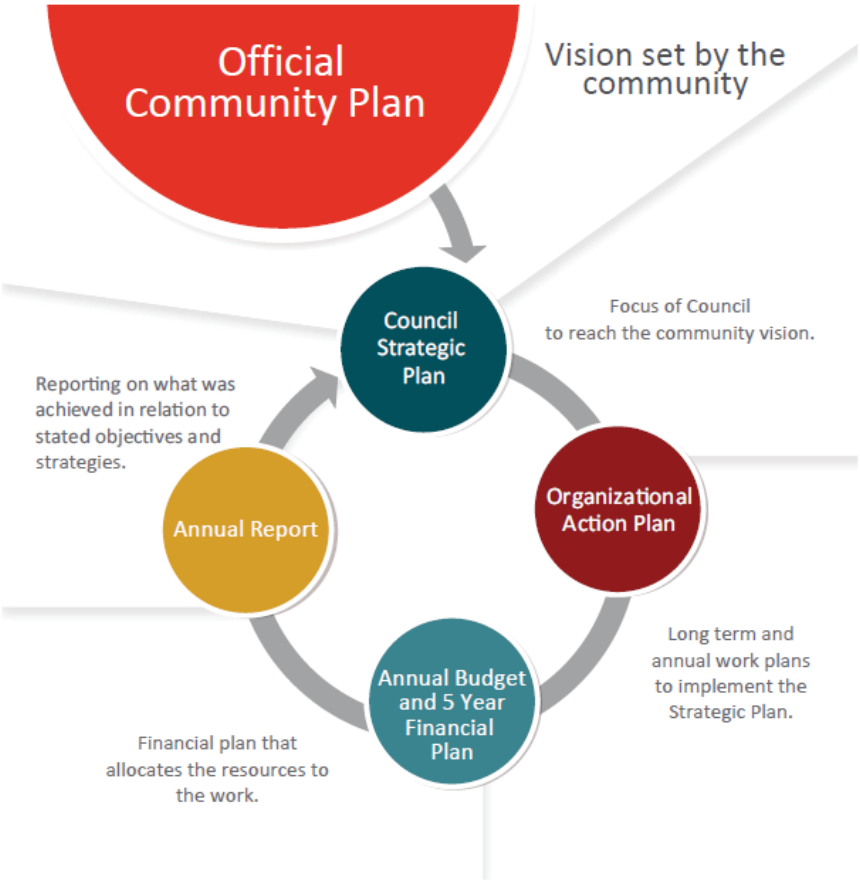 Official
Community Plan
Vision set by the
community
Council
Strategic
Plan
Focus of Council
to reach the community vision.
Organizational
Action Plan
Long term and
annual work plans
to implement the
Strategic Plan.
Annual Budget
and 5 Year
Financial
Plan
Financial plan that
allocates the resources to
the work.
Annual Report
Reporting on what was
achieved in relation to
stated objectives and
strategies.